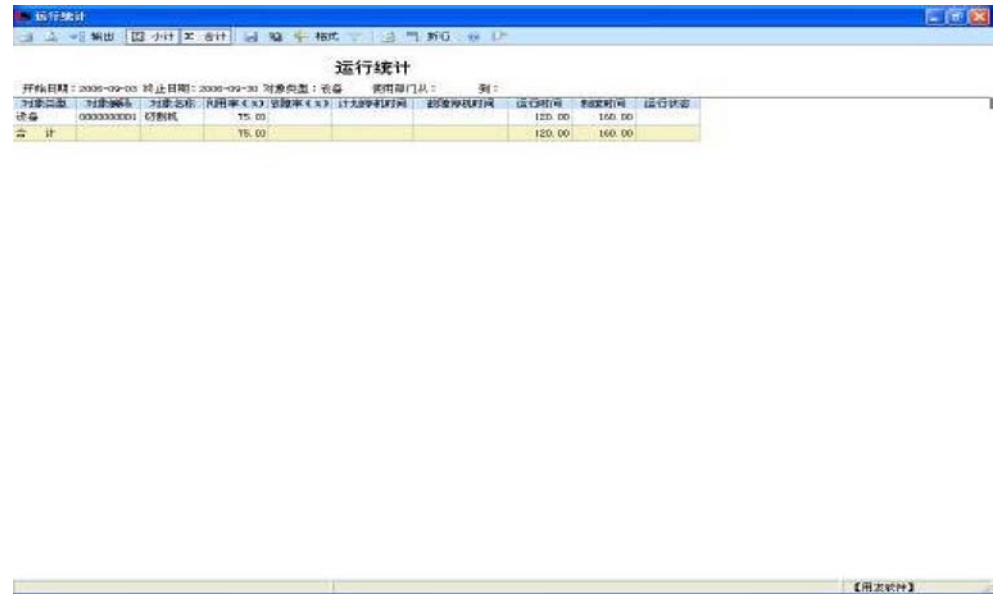 运行统计
输出 小计 Σ 合计 格式 折行
运行统计
开始日期：2006-09-03 终止日期：2006-09-30 对象类型：设备 使用部门从： 到：
对象类型 对象编码 对象名称 利用率(%) 故障率(%) 计划停机时间 故障停机时间 运行时间 制度时间 运行状态
设备 0000000001 切割机 75.00 120.00 160.00
合 计 75.00 120.00 160.00
【用友软件】